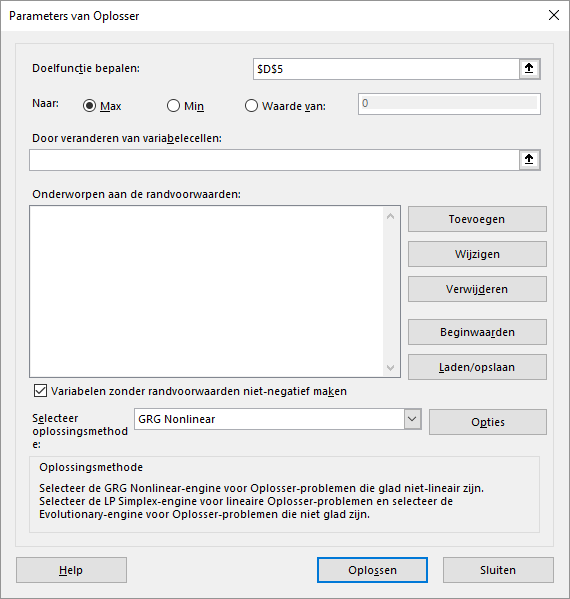 Parameters van Oplosser
Doelfunctie bepalen:
$D$5
Naar:
Max
Min
Waarde van:
0
Door veranderen van variabelecellen:
Onderworpen aan de randvoorwaarden:
Toevoegen
Wijzigen
Verwijderen
Beginwaarden
Laden/opslaan
Variabelen zonder randvoorwaarden niet-negatief maken
Selecteer
oplossingsmethod
e:
GRG Nonlinear
Opties
Oplossingsmethode
Selecteer de GRG Nonlinear-engine voor Oplosser-problemen die glad niet-lineair zijn.
Selecteer de LP Simplex-engine voor lineaire Oplosser-problemen en selecteer de
Evolutionary-engine voor Oplosser-problemen die niet glad zijn.
Help
Oplossen
Sluiten